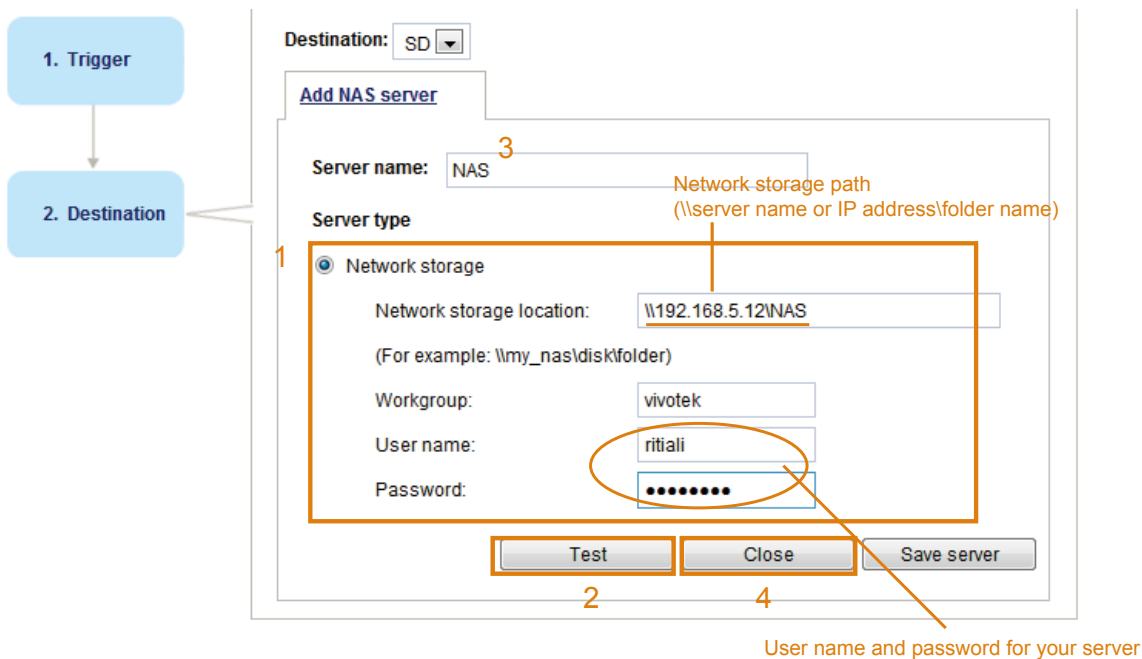 1. Trigger
2. Destination
Destination: SD
Add NAS server
3
Server name: NAS
Network storage path
(\\server name or IP address\folder name)
Server type
1
Network storage
Network storage location: \\192.168.5.12\NAS
(For example: \\my_nas\disk\folder)
Workgroup: vivotek
User name: ritiali
Password: ●●●●●●●●
Test Close Save server
2 4
User name and password for your server